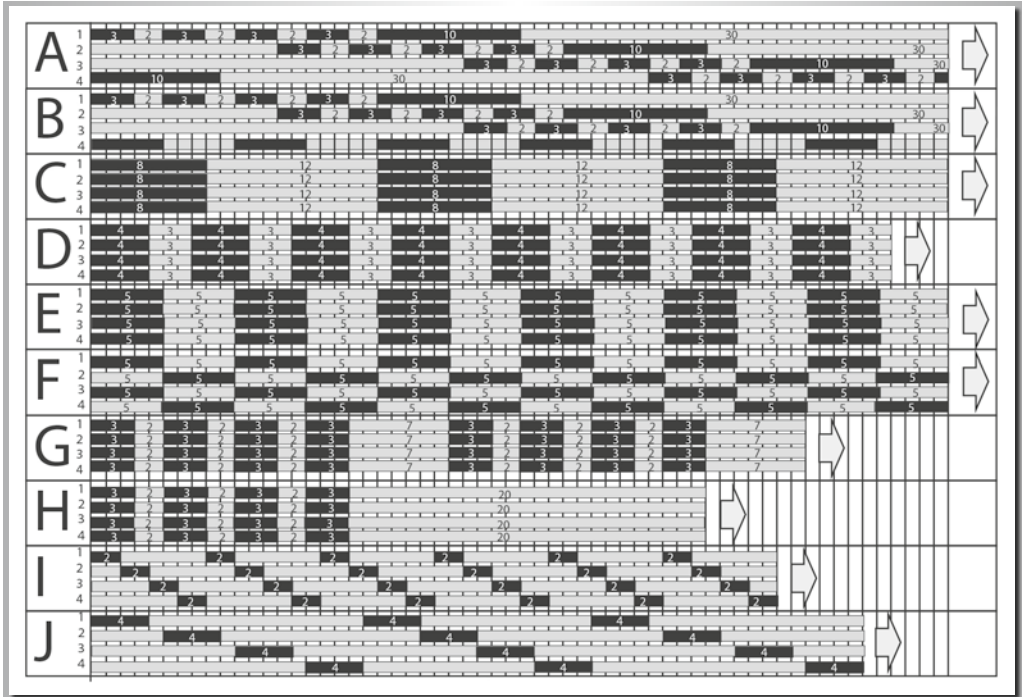 A
1 3 2 3 2 3 2 3 2 10 30
2 3 2 3 2 3 2 3 2 10 30
3 3 2 3 2 3 2 3 2 10 30
4 10 30 3 2 3 2 3 2 3 2
B
1 3 2 3 2 3 2 3 2 10 30
2 3 2 3 2 3 2 3 2 10 30
3 3 2 3 2 3 2 3 2 10 30
4
C
1 8 12 8 12 8 12
2 8 12 8 12 8 12
3 8 12 8 12 8 12
4 8 12 8 12 8 12
D
1 4 3 4 3 4 3 4 3 4 3 4 3 4 3 4 3
2 4 3 4 3 4 3 4 3 4 3 4 3 4 3 4 3
3 4 3 4 3 4 3 4 3 4 3 4 3 4 3 4 3
4 4 3 4 3 4 3 4 3 4 3 4 3 4 3 4 3
E
1 5 5 5 5 5 5 5 5 5 5 5 5
2 5 5 5 5 5 5 5 5 5 5 5 5
3 5 5 5 5 5 5 5 5 5 5 5 5
4 5 5 5 5 5 5 5 5 5 5 5 5
F
1 5 5 5 5 5 5 5 5 5 5 5 5
2 5 5 5 5 5 5 5 5 5 5 5 5
3 5 5 5 5 5 5 5 5 5 5 5 5
4 5 5 5 5 5 5 5 5 5 5 5 5
G
1 3 2 3 2 3 2 3 7 3 2 3 2 3 2 3 7
2 3 2 3 2 3 2 3 7 3 2 3 2 3 2 3 7
3 3 2 3 2 3 2 3 7 3 2 3 2 3 2 3 7
4 3 2 3 2 3 2 3 7 3 2 3 2 3 2 3 7
H
1 3 2 3 2 3 2 3 20
2 3 2 3 2 3 2 3 20
3 3 2 3 2 3 2 3 20
4 3 2 3 2 3 2 3 20
I
1 2 2 2 2 2 2
2 2 2 2 2 2 2
3 2 2 2 2 2 2
4 2 2 2 2 2 2
J
1 4 4 4
2 4 4 4
3 4 4 4
4 4 4 4